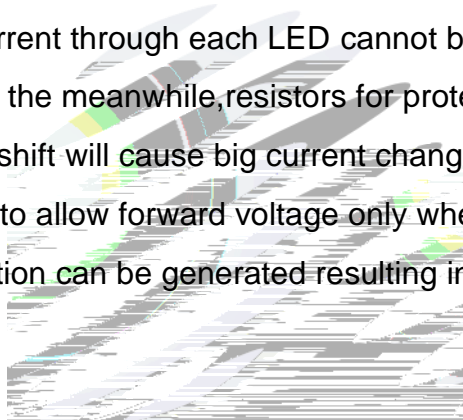 rrent through each LED cannot b
the meanwhile,resistors for prote
shift will cause big current chang
to allow forward voltage only whe
tion can be generated resulting in